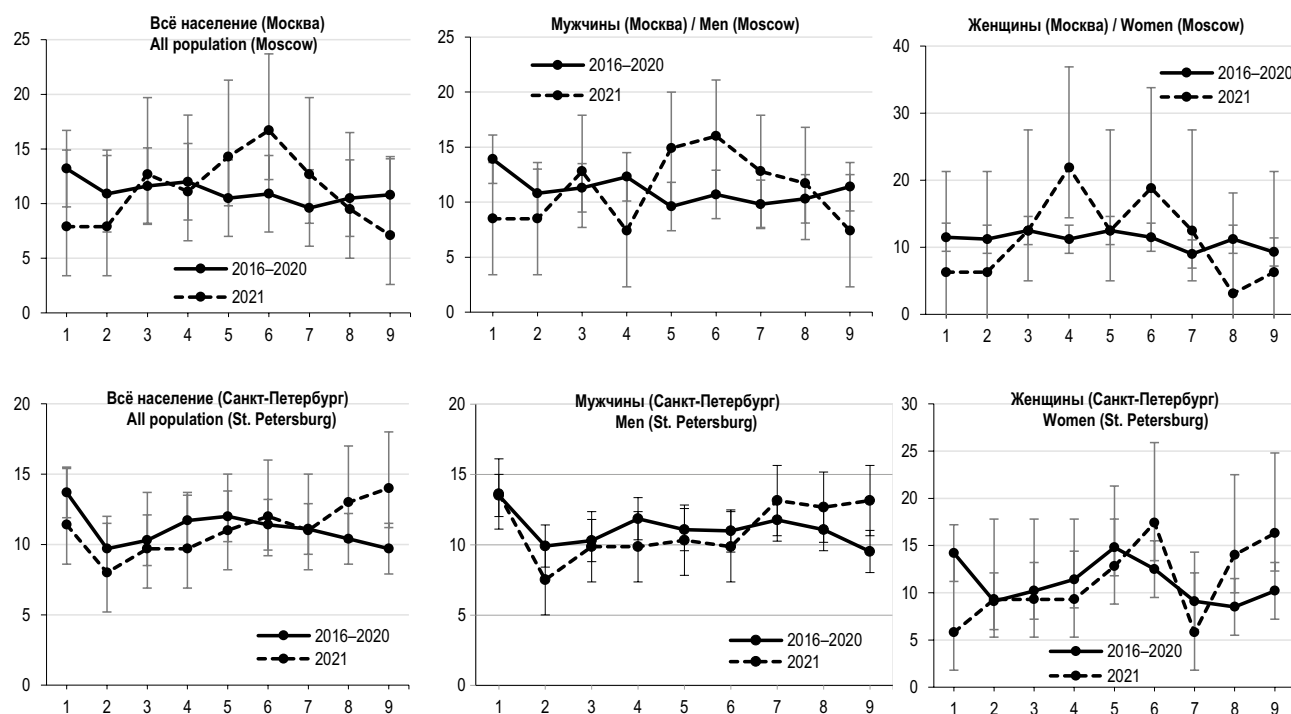 Всё население (Москва)
All population (Moscow)
25
20
15
10
5
0
2016–2020
2021
1 2 3 4 5 6 7 8 9
Мужчины (Москва) / Men (Moscow)
25
20
15
10
5
0
2016–2020
2021
1 2 3 4 5 6 7 8 9
Женщины (Москва) / Women (Moscow)
40
30
20
10
0
2016–2020
2021
1 2 3 4 5 6 7 8 9
Всё население (Санкт-Петербург)
All population (St. Petersburg)
20
15
10
5
0
2016–2020
2021
1 2 3 4 5 6 7 8 9
Мужчины (Санкт-Петербург)
Men (St. Petersburg)
20
15
10
5
0
2016–2020
2021
1 2 3 4 5 6 7 8 9
Женщины (Санкт-Петербург)
Women (St. Petersburg)
30
25
20
15
10
5
0
2016–2020
2021
1 2 3 4 5 6 7 8 9